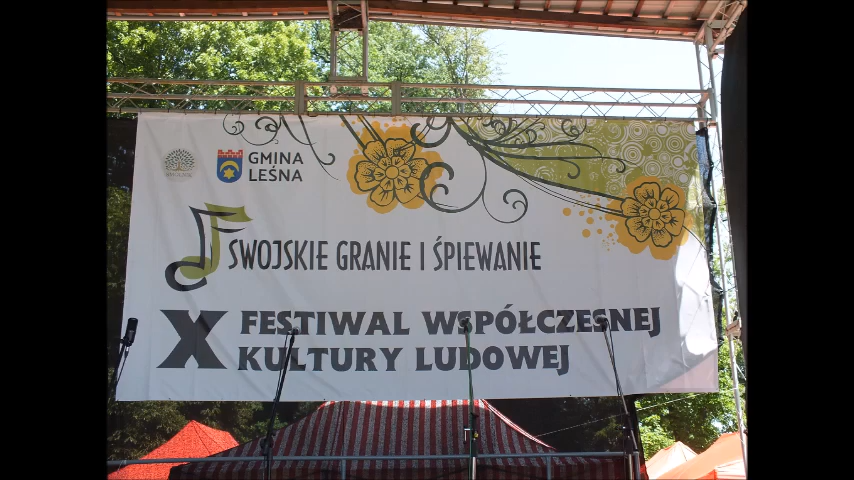 GMINA
LEŚNA
SWOJSKIE GRANIE I ŚPIEWANIE
X FESTIWAL WSPÓŁCZESNEJ
KULTURY LUDOWEJ